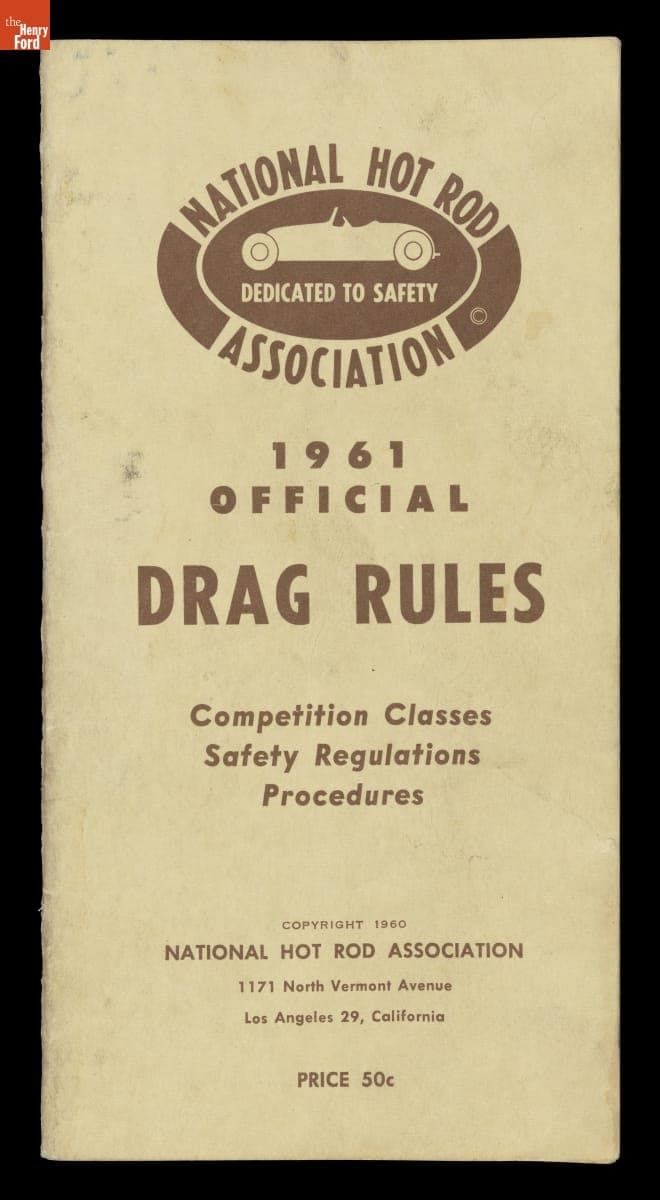 the
Henry
Ford
NATIONAL HOT ROD
DEDICATED TO SAFETY
©
ASSOCIATION
1961
OFFICIAL
DRAG RULES
Competition Classes
Safety Regulations
Procedures
COPYRIGHT 1960
NATIONAL HOT ROD ASSOCIATION
1171 North Vermont Avenue
Los Angeles 29, California
PRICE 50c